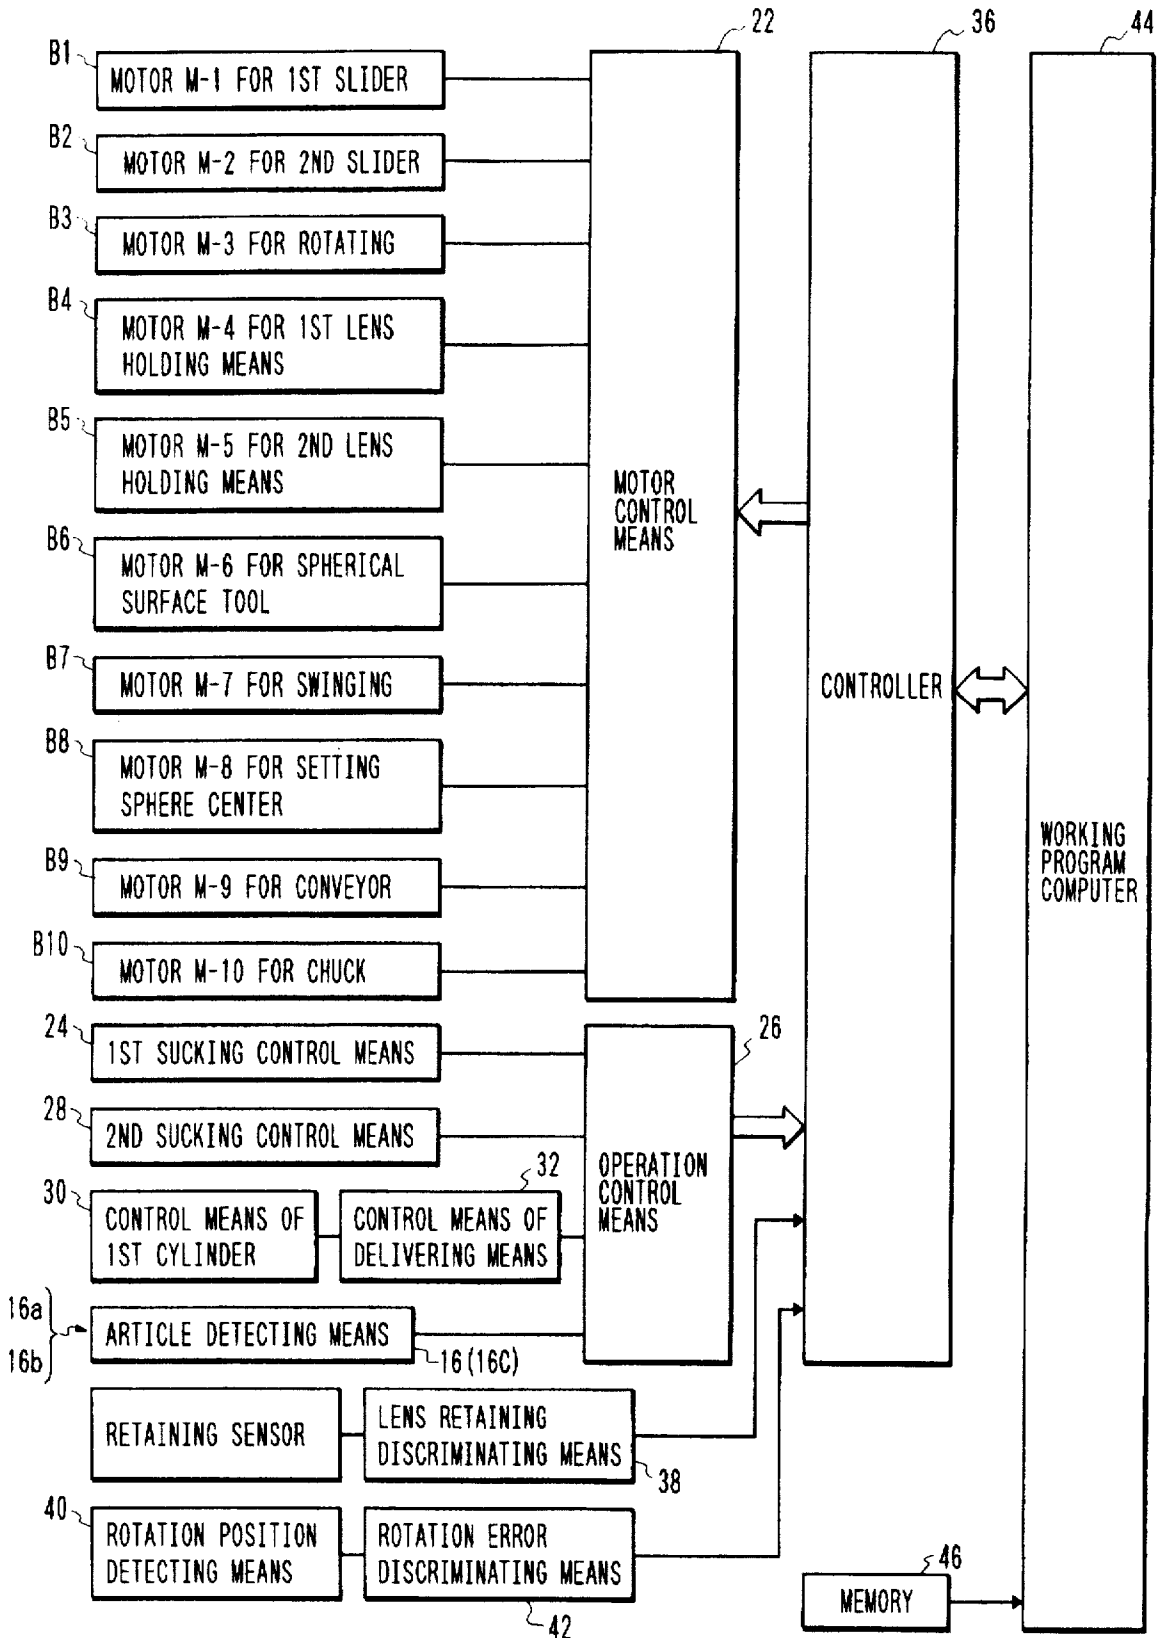 22
36
44
B1
MOTOR M-1 FOR 1ST SLIDER
B2
MOTOR M-2 FOR 2ND SLIDER
B3
MOTOR M-3 FOR ROTATING
B4
MOTOR M-4 FOR 1ST LENS
HOLDING MEANS
B5
MOTOR M-5 FOR 2ND LENS
HOLDING MEANS
B6
MOTOR M-6 FOR SPHERICAL
SURFACE TOOL
B7
MOTOR M-7 FOR SWINGING
B8
MOTOR M-8 FOR SETTING
SPHERE CENTER
B9
MOTOR M-9 FOR CONVEYOR
B10
MOTOR M-10 FOR CHUCK
MOTOR
CONTROL
MEANS
CONTROLLER
WORKING
PROGRAM
COMPUTER
24
1ST SUCKING CONTROL MEANS
26
28
2ND SUCKING CONTROL MEANS
30
CONTROL MEANS OF
1ST CYLINDER
32
CONTROL MEANS OF
DELIVERING MEANS
OPERATION
CONTROL
MEANS
16a
16b
ARTICLE DETECTING MEANS
16(16C)
RETAINING SENSOR
LENS RETAINING
DISCRIMINATING MEANS
38
40
ROTATION POSITION
DETECTING MEANS
ROTATION ERROR
DISCRIMINATING MEANS
42
46
MEMORY